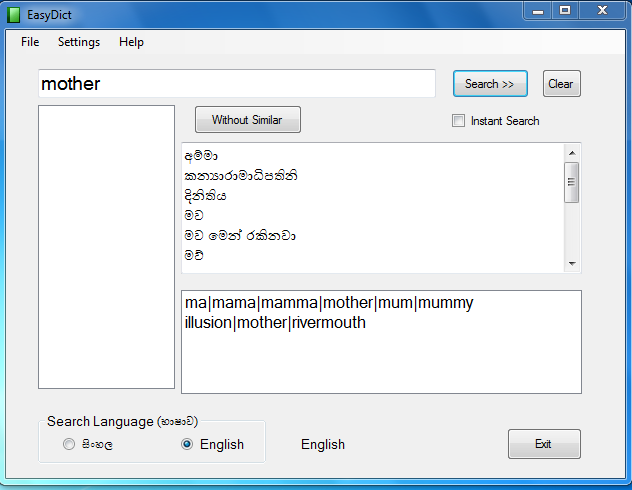 EasyDict
File Settings Help
mother Search >> Clear
Without Similar Instant Search
අම්මා
කන්‍යාරාමාධිපතිනි
දිනිතිය
මව
මව මෙන් රකිනවා
මව්
ma|mama|mamma|mother|mum|mummy
illusion|mother|rivermouth
Search Language (භාෂාව)
සිංහල English English Exit